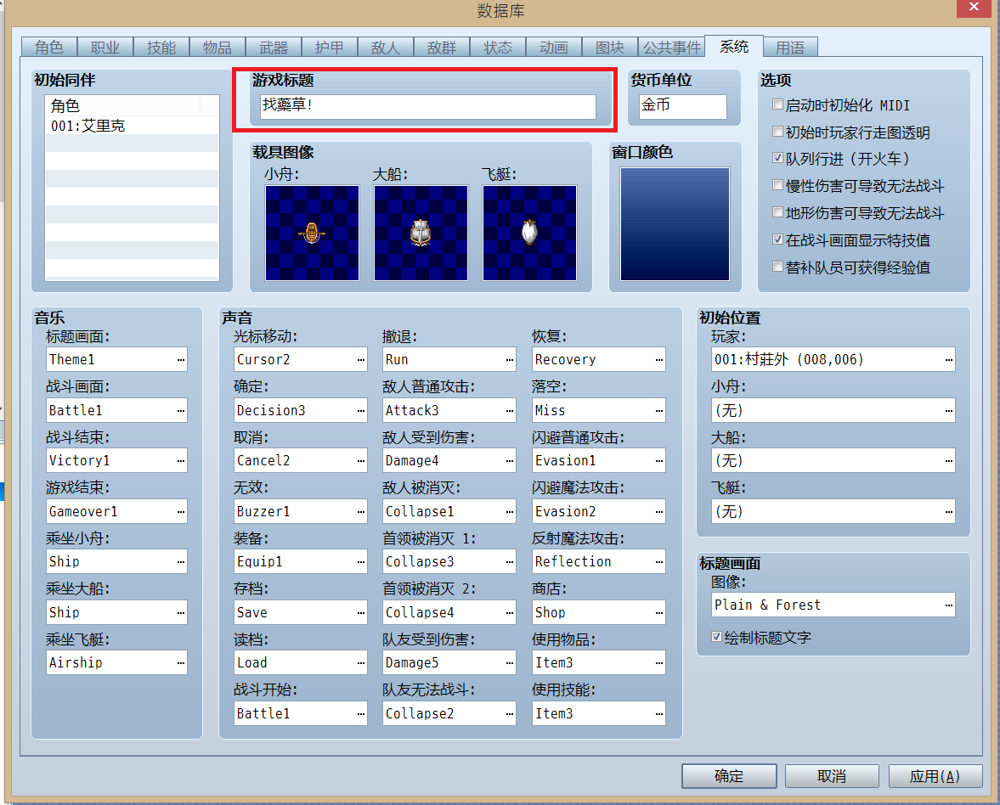 数据库
角色 职业 技能 物品 武器 护甲 敌人 敌群 状态 动画 图块 公共事件 系统 用语
初始同伴
角色
001:艾里克
游戏标题
找藥草!
货币单位
金币
选项
启动时初始化 MIDI
初始时玩家行走图透明
队列行进（开火车）
慢性伤害可导致无法战斗
地形伤害可导致无法战斗
在战斗画面显示特技值
替补队员可获得经验值
载具图像
小舟: 大船: 飞艇:
窗口颜色
音乐
标题画面:
Theme1
战斗画面:
Battle1
战斗结束:
Victory1
游戏结束:
Gameover1
乘坐小舟:
Ship
乘坐大船:
Ship
乘坐飞艇:
Airship
声音
光标移动: 撤退: 恢复:
Cursor2 Run Recovery
确定: 敌人普通攻击: 落空:
Decision3 Attack3 Miss
取消: 敌人受到伤害: 闪避普通攻击:
Cancel2 Damage4 Evasion1
无效: 敌人被消灭: 闪避魔法攻击:
Buzzer1 Collapse1 Evasion2
装备: 首领被消灭 1: 反射魔法攻击:
Equip1 Collapse3 Reflection
存档: 首领被消灭 2: 商店:
Save Collapse4 Shop
读档: 队友受到伤害: 使用物品:
Load Damage5 Item3
战斗开始: 队友无法战斗: 使用技能:
Battle1 Collapse2 Item3
初始位置
玩家:
001:村莊外 (008,006)
小舟:
(无)
大船:
(无)
飞艇:
(无)
标题画面
图像:
Plain & Forest
绘制标题文字
确定 取消 应用(A)